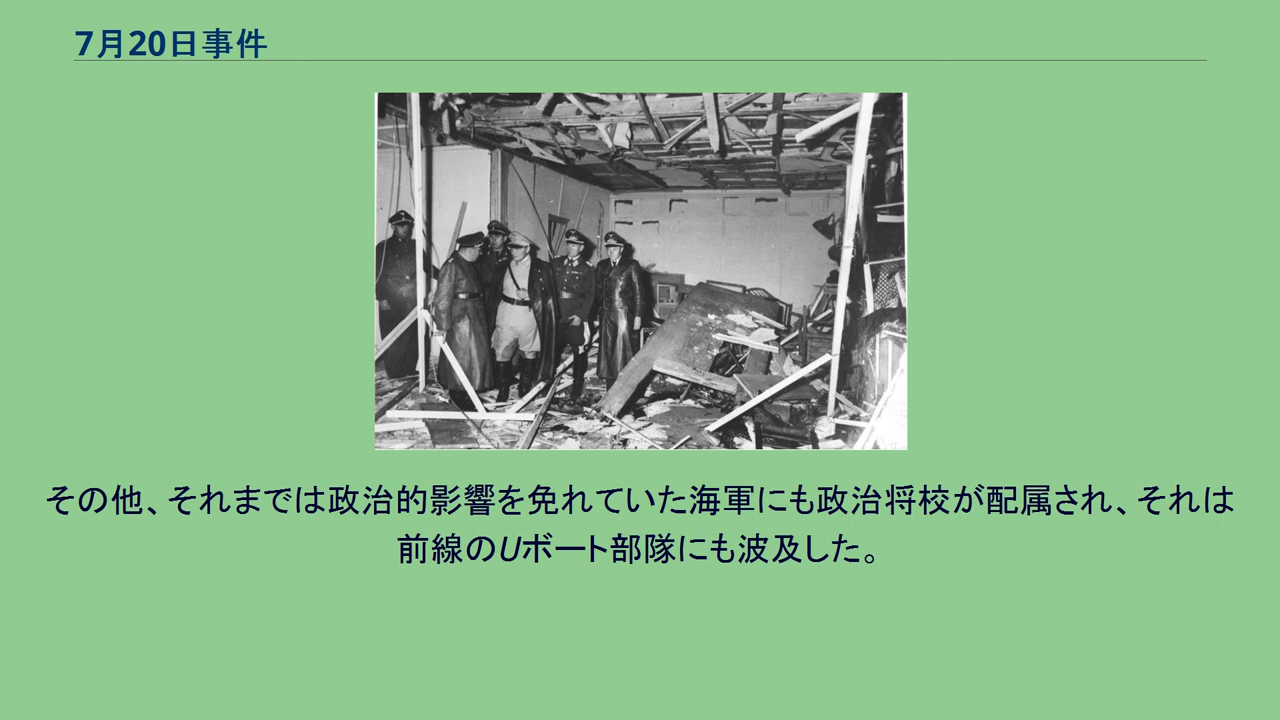 7月20日事件
その他、それまでは政治的影響を免れていた海軍にも政治将校が配属され、それは
前線のUボート部隊にも波及した。